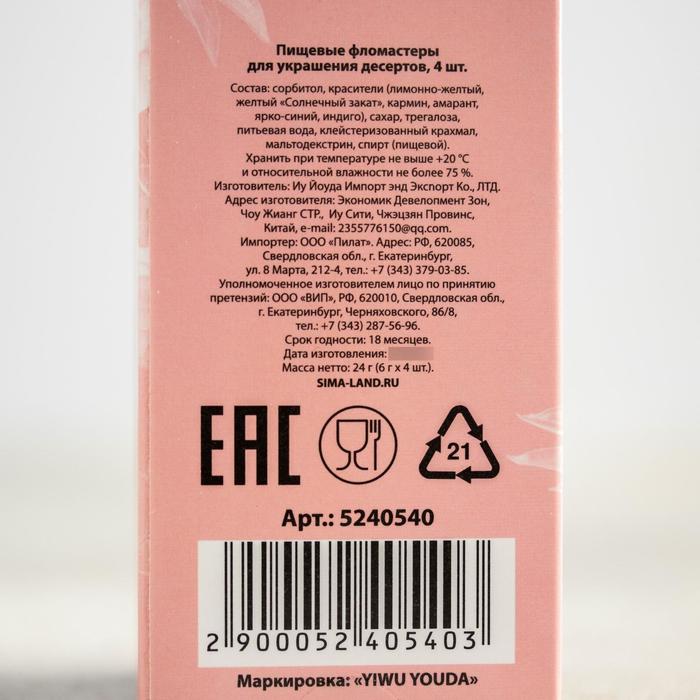 Пищевые фломастеры
для украшения десертов, 4 шт.
Состав: сорбитол, красители (лимонно-желтый,
желтый «Солнечный закат», кармин, амарант,
ярко-синий, индиго), сахар, трегалоза,
питьевая вода, клейстеризованный крахмал,
мальтодекстрин, спирт (пищевой).
Хранить при температуре не выше +20 °C
и относительной влажности не более 75 %.
Изготовитель: Иу Йоуда Импорт энд Экспорт Ко., ЛТД.
Адрес изготовителя: Экономик Девелопмент Зон,
Чоу Жианг СТР., Иу Сити, Чжэцзян Провинс,
Китай, e-mail: 2355776150@qq.com.
Импортер: ООО «Пилат». Адрес: РФ, 620085,
Свердловская обл., г. Екатеринбург,
ул. 8 Марта, 212-4, тел.: +7 (343) 379-03-85.
Уполномоченное изготовителем лицо по принятию
претензий: ООО «ВИП», РФ, 620010, Свердловская обл.,
г. Екатеринбург, Черняховского, 86/8,
тел.: +7 (343) 287-56-96.
Срок годности: 18 месяцев.
Дата изготовления:
Масса нетто: 24 г (6 г х 4 шт.).
SIMA-LAND.RU
EAC
21
Арт.: 5240540
2 900052 405403
Маркировка: «YIWU YOUDA»